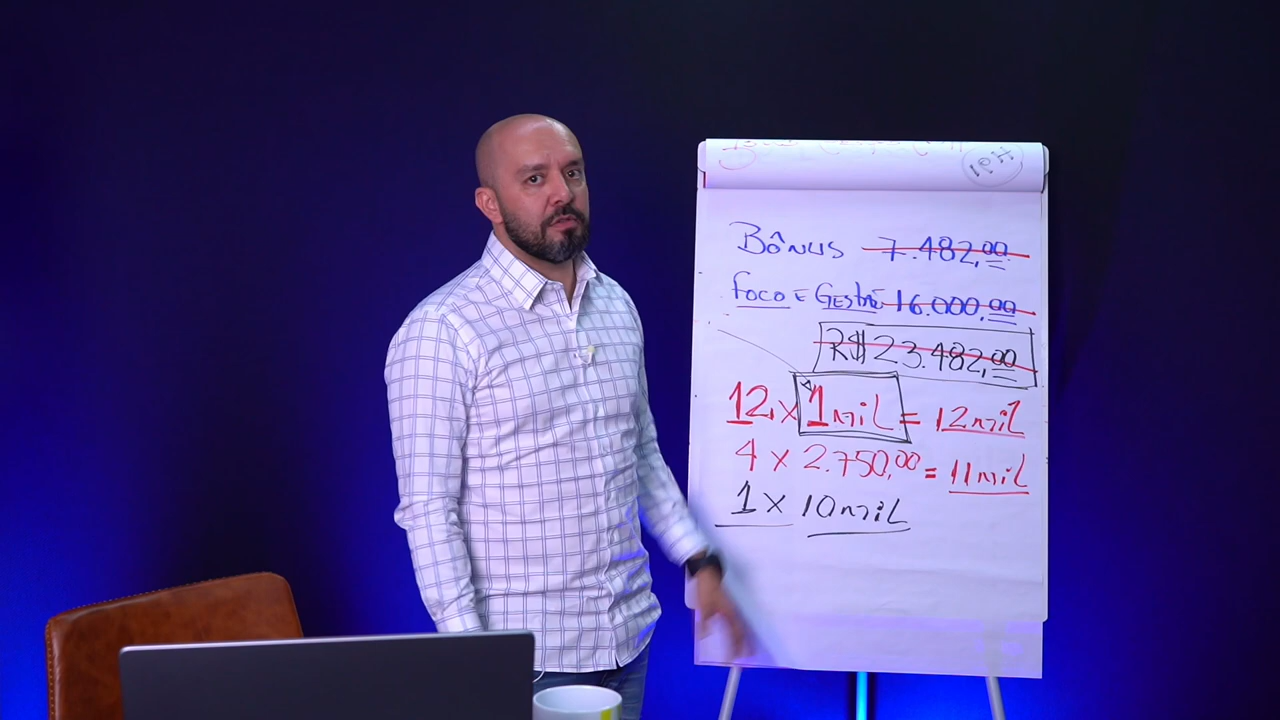 Bônus 7.482,00
Foco E Gestão 16.000,00
R$ 23.482,00
12 x 1 mil = 12 mil
4 x 2.750,00 = 11 mil
1 x 10 mil